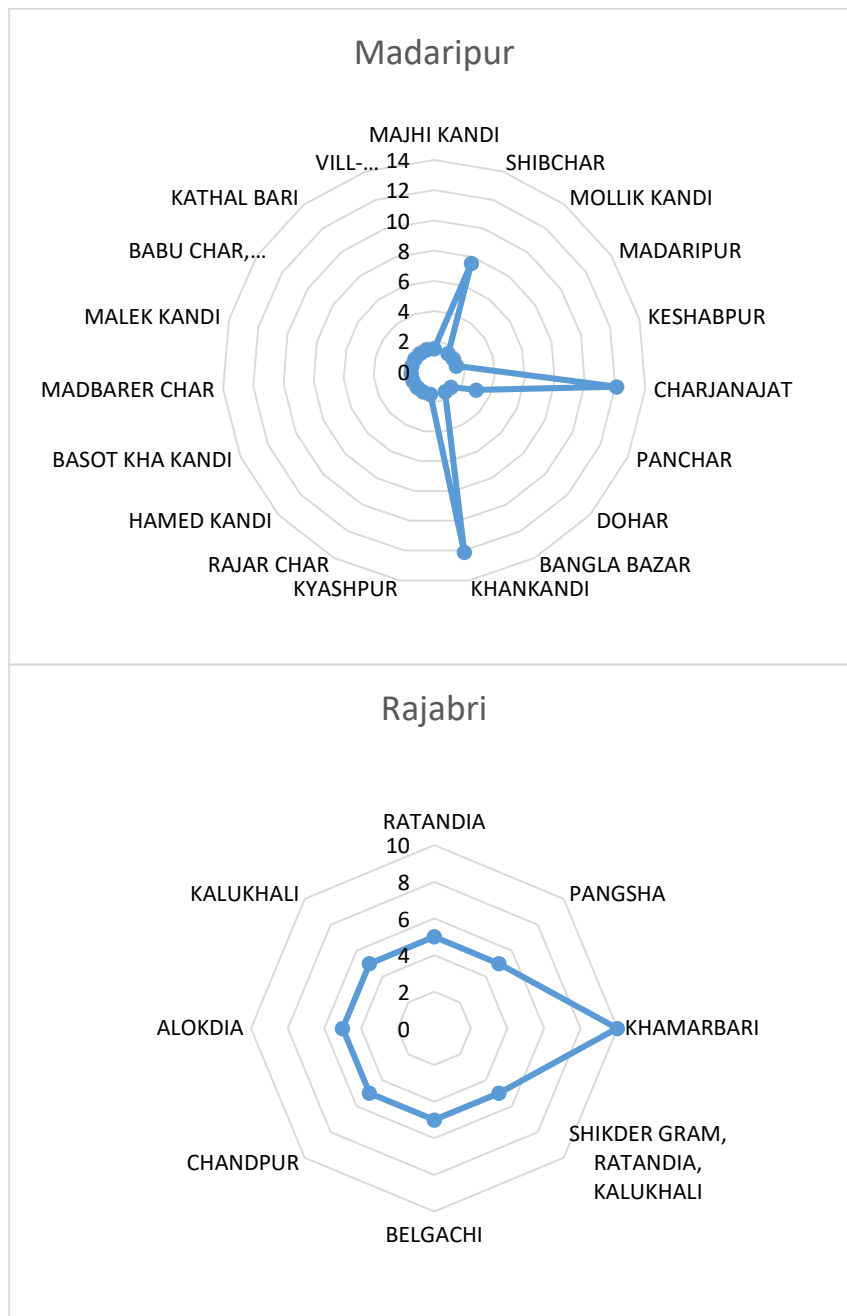 Madaripur
MAJHI KANDI
14
VILL-...
SHIBCHAR
12
KATHAL BARI
MOLLIK KANDI
10
BABU CHAR,...
MADARIPUR
8
6
MALEK KANDI
KESHABPUR
4
2
0
MADBARER CHAR
CHARJANAJAT
BASOT KHA KANDI
PANCHAR
HAMED KANDI
DOHAR
RAJAR CHAR
BANGLA BAZAR
KYASHPUR
KHANKANDI
Rajabri
RATANDIA
10
KALUKHALI
PANGSHA
8
6
4
2
ALOKDIA
0
KHAMARBARI
CHANDPUR
SHIKDER GRAM,
RATANDIA,
KALUKHALI
BELGACHI